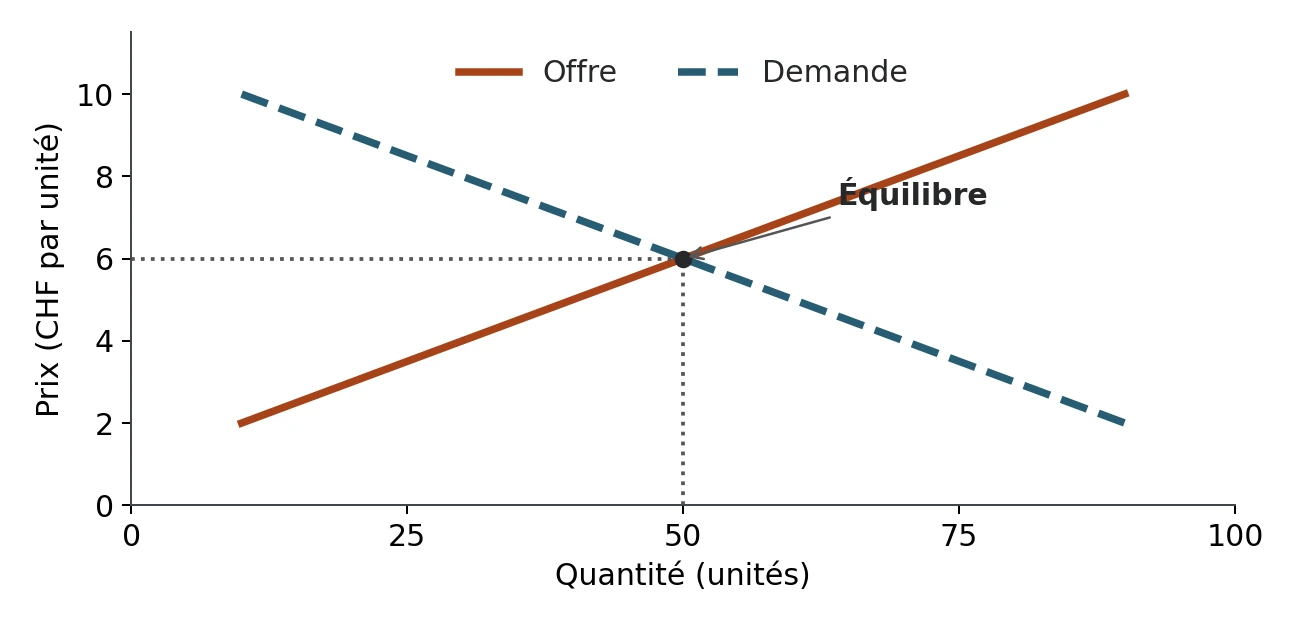 Offre
Demande
Équilibre
Prix (CHF par unité)
10
8
6
4
2
0
0 25 50 75 100
Quantité (unités)